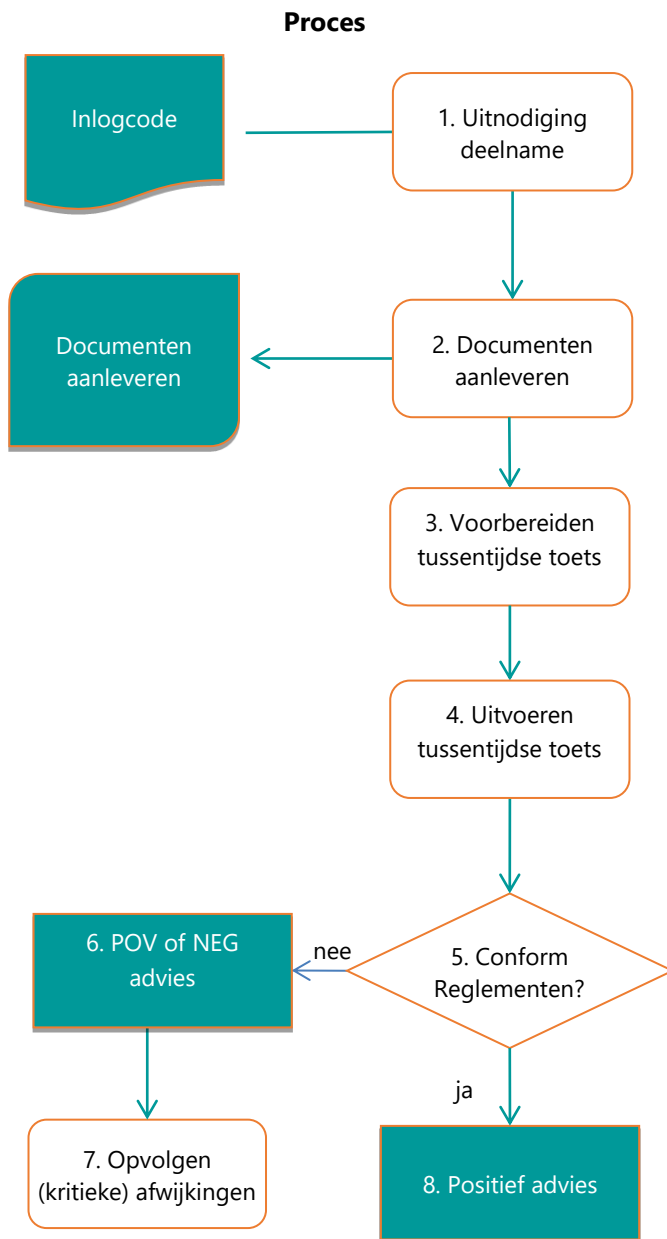 Proces
Inlogcode
1. Uitnodiging
deelname
Documenten
aanleveren
2. Documenten
aanleveren
3. Voorbereiden
tussentijdse toets
4. Uitvoeren
tussentijdse toets
5. Conform
Reglementen?
nee
6. POV of NEG
advies
ja
7. Opvolgen
(kritieke) afwijkingen
8. Positief advies